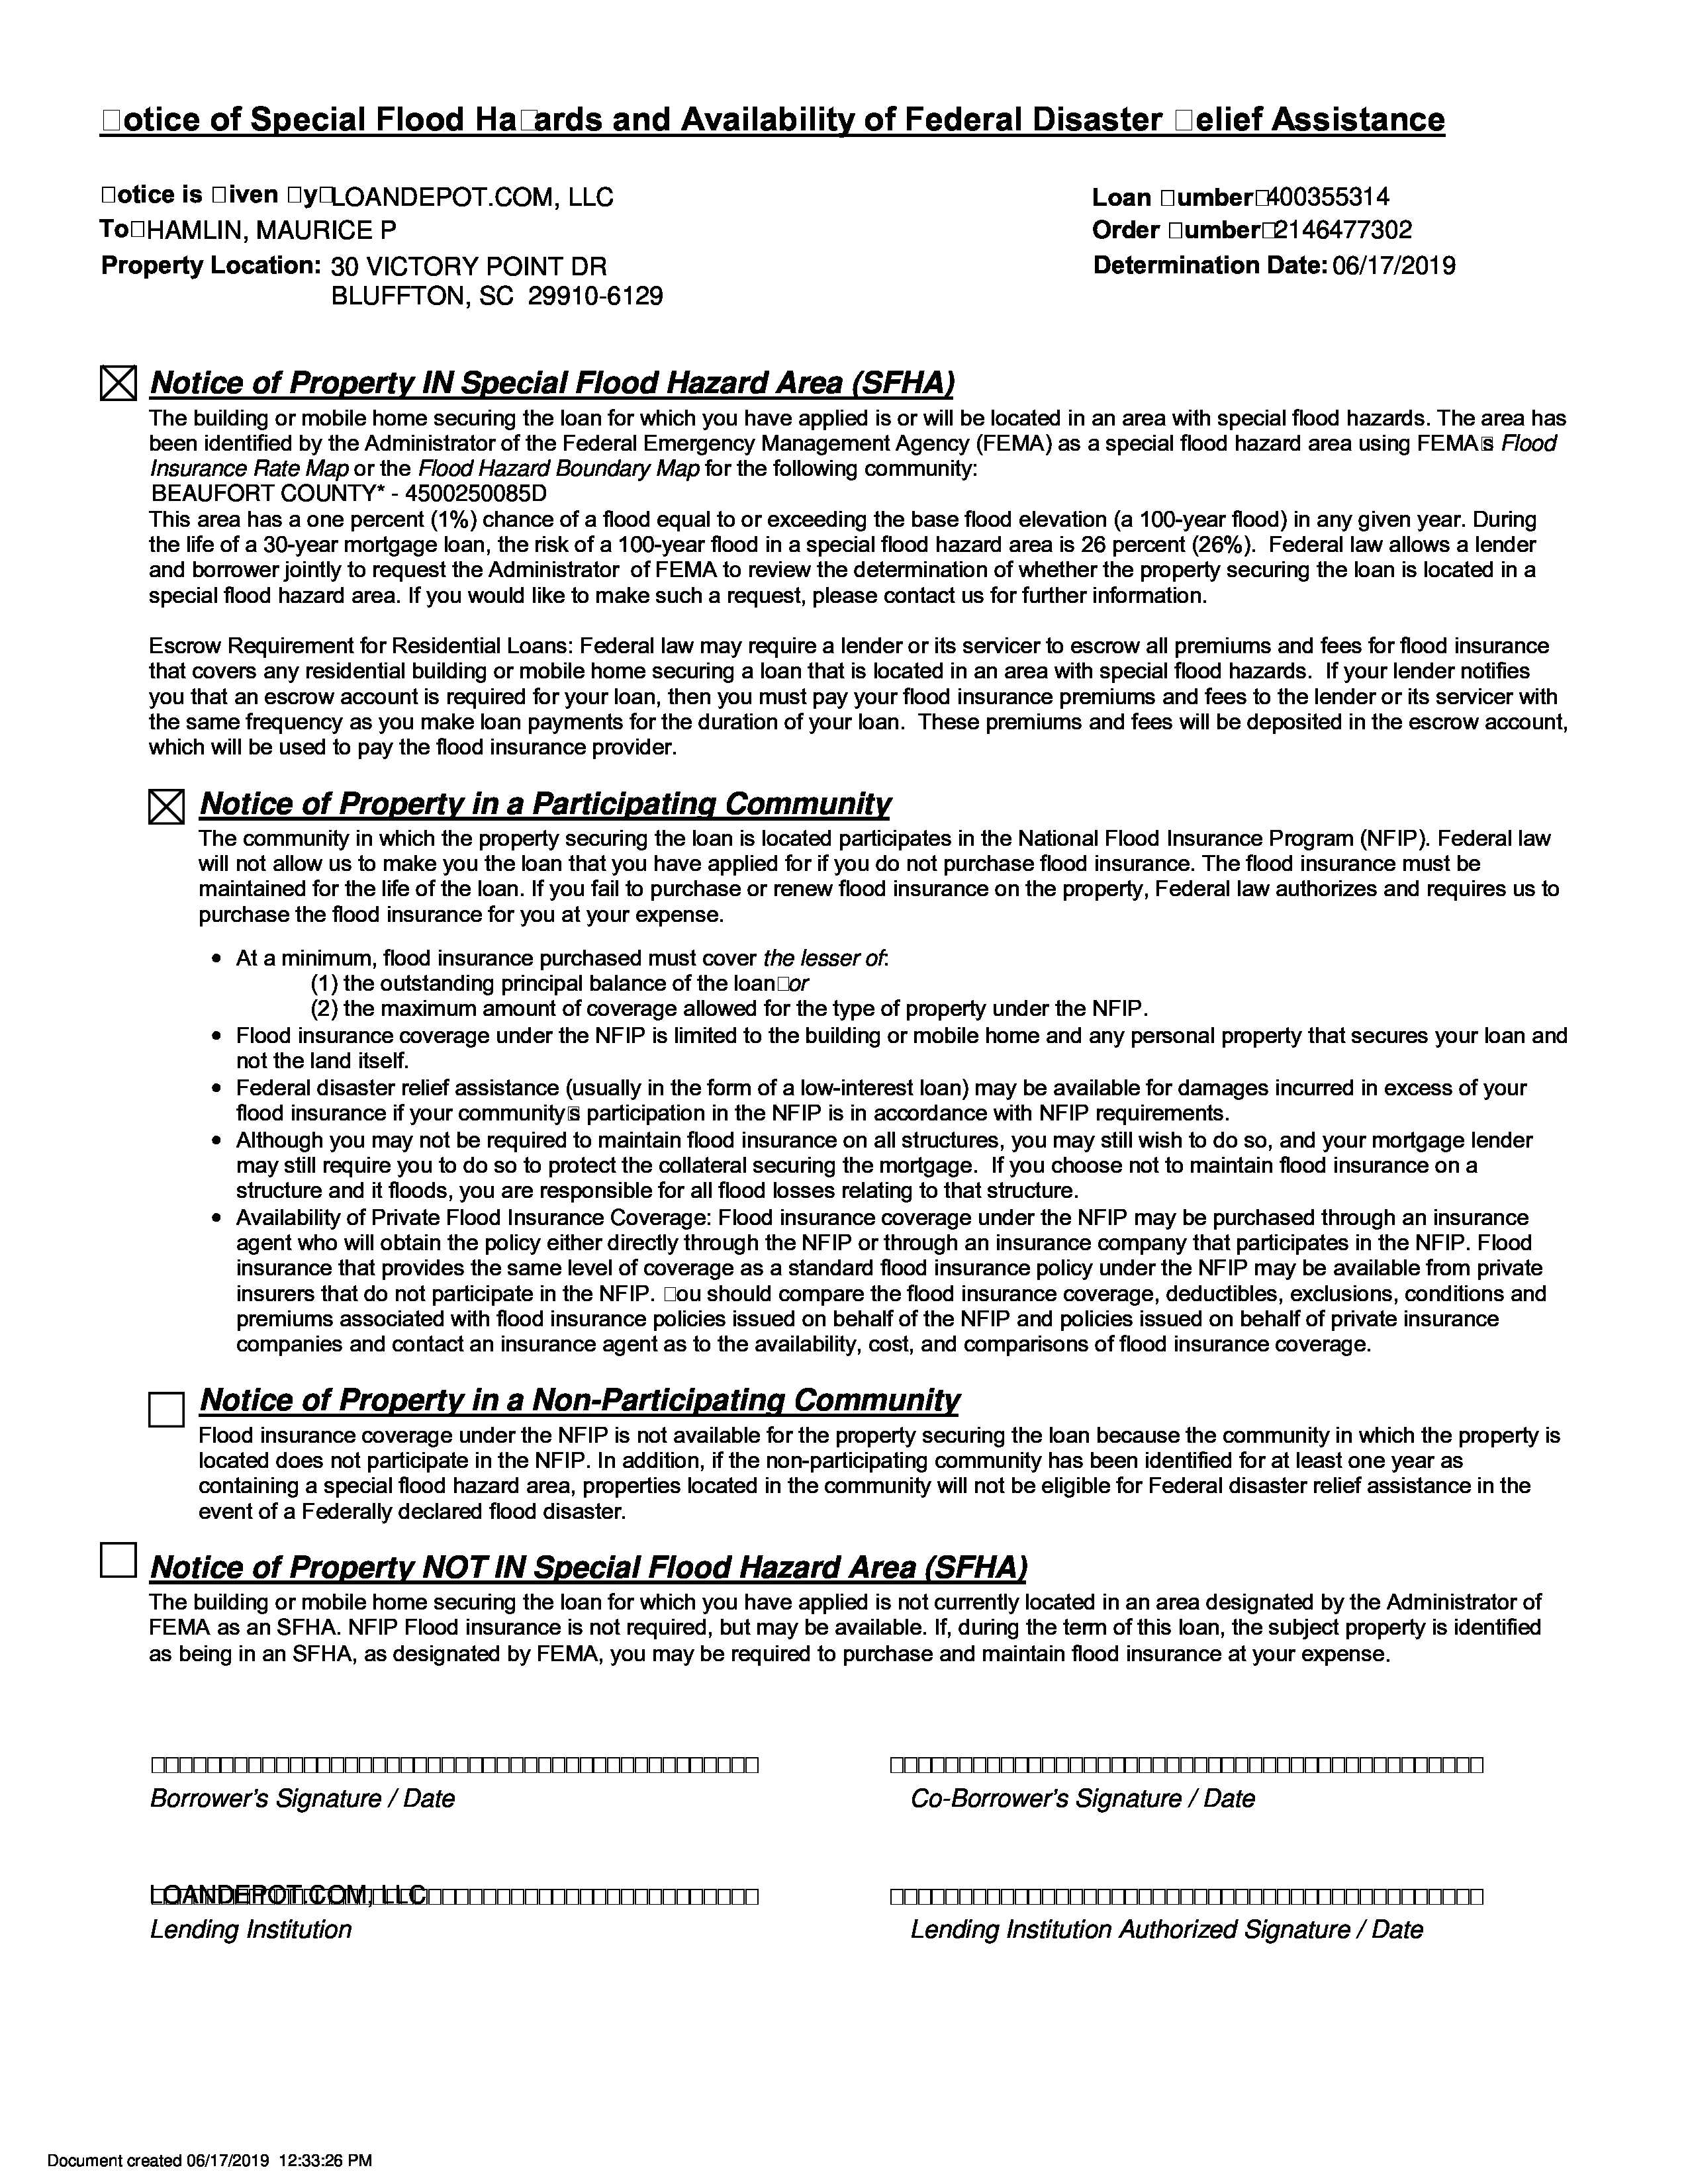 □otice of Special Flood Ha□ards and Availability of Federal Disaster □elief Assistance
□otice is □iven □y□LOANDEPOT.COM, LLC
Loan □umber□400355314
To□HAMLIN, MAURICE P
Order □umber□2146477302
Property Location: 30 VICTORY POINT DR
Determination Date: 06/17/2019
BLUFFTON, SC 29910-6129
Notice of Property IN Special Flood Hazard Area (SFHA)
The building or mobile home securing the loan for which you have applied is or will be located in an area with special flood hazards. The area has
been identified by the Administrator of the Federal Emergency Management Agency (FEMA) as a special flood hazard area using FEMA□s Flood
Insurance Rate Map or the Flood Hazard Boundary Map for the following community:
BEAUFORT COUNTY* - 4500250085D
This area has a one percent (1%) chance of a flood equal to or exceeding the base flood elevation (a 100-year flood) in any given year. During
the life of a 30-year mortgage loan, the risk of a 100-year flood in a special flood hazard area is 26 percent (26%). Federal law allows a lender
and borrower jointly to request the Administrator of FEMA to review the determination of whether the property securing the loan is located in a
special flood hazard area. If you would like to make such a request, please contact us for further information.
Escrow Requirement for Residential Loans: Federal law may require a lender or its servicer to escrow all premiums and fees for flood insurance
that covers any residential building or mobile home securing a loan that is located in an area with special flood hazards. If your lender notifies
you that an escrow account is required for your loan, then you must pay your flood insurance premiums and fees to the lender or its servicer with
the same frequency as you make loan payments for the duration of your loan. These premiums and fees will be deposited in the escrow account,
which will be used to pay the flood insurance provider.
Notice of Property in a Participating Community
The community in which the property securing the loan is located participates in the National Flood Insurance Program (NFIP). Federal law
will not allow us to make you the loan that you have applied for if you do not purchase flood insurance. The flood insurance must be
maintained for the life of the loan. If you fail to purchase or renew flood insurance on the property, Federal law authorizes and requires us to
purchase the flood insurance for you at your expense.
• At a minimum, flood insurance purchased must cover the lesser of:
(1) the outstanding principal balance of the loan□or
(2) the maximum amount of coverage allowed for the type of property under the NFIP.
• Flood insurance coverage under the NFIP is limited to the building or mobile home and any personal property that secures your loan and
not the land itself.
• Federal disaster relief assistance (usually in the form of a low-interest loan) may be available for damages incurred in excess of your
flood insurance if your community□s participation in the NFIP is in accordance with NFIP requirements.
• Although you may not be required to maintain flood insurance on all structures, you may still wish to do so, and your mortgage lender
may still require you to do so to protect the collateral securing the mortgage. If you choose not to maintain flood insurance on a
structure and it floods, you are responsible for all flood losses relating to that structure.
• Availability of Private Flood Insurance Coverage: Flood insurance coverage under the NFIP may be purchased through an insurance
agent who will obtain the policy either directly through the NFIP or through an insurance company that participates in the NFIP. Flood
insurance that provides the same level of coverage as a standard flood insurance policy under the NFIP may be available from private
insurers that do not participate in the NFIP. □ou should compare the flood insurance coverage, deductibles, exclusions, conditions and
premiums associated with flood insurance policies issued on behalf of the NFIP and policies issued on behalf of private insurance
companies and contact an insurance agent as to the availability, cost, and comparisons of flood insurance coverage.
Notice of Property in a Non-Participating Community
Flood insurance coverage under the NFIP is not available for the property securing the loan because the community in which the property is
located does not participate in the NFIP. In addition, if the non-participating community has been identified for at least one year as
containing a special flood hazard area, properties located in the community will not be eligible for Federal disaster relief assistance in the
event of a Federally declared flood disaster.
Notice of Property NOT IN Special Flood Hazard Area (SFHA)
The building or mobile home securing the loan for which you have applied is not currently located in an area designated by the Administrator of
FEMA as an SFHA. NFIP Flood insurance is not required, but may be available. If, during the term of this loan, the subject property is identified
as being in an SFHA, as designated by FEMA, you may be required to purchase and maintain flood insurance at your expense.
Borrower's Signature / Date
Co-Borrower's Signature / Date
LOANDEPOT.COM, LLC
Lending Institution
Lending Institution Authorized Signature / Date
Document created 06/17/2019 12:33:26 PM